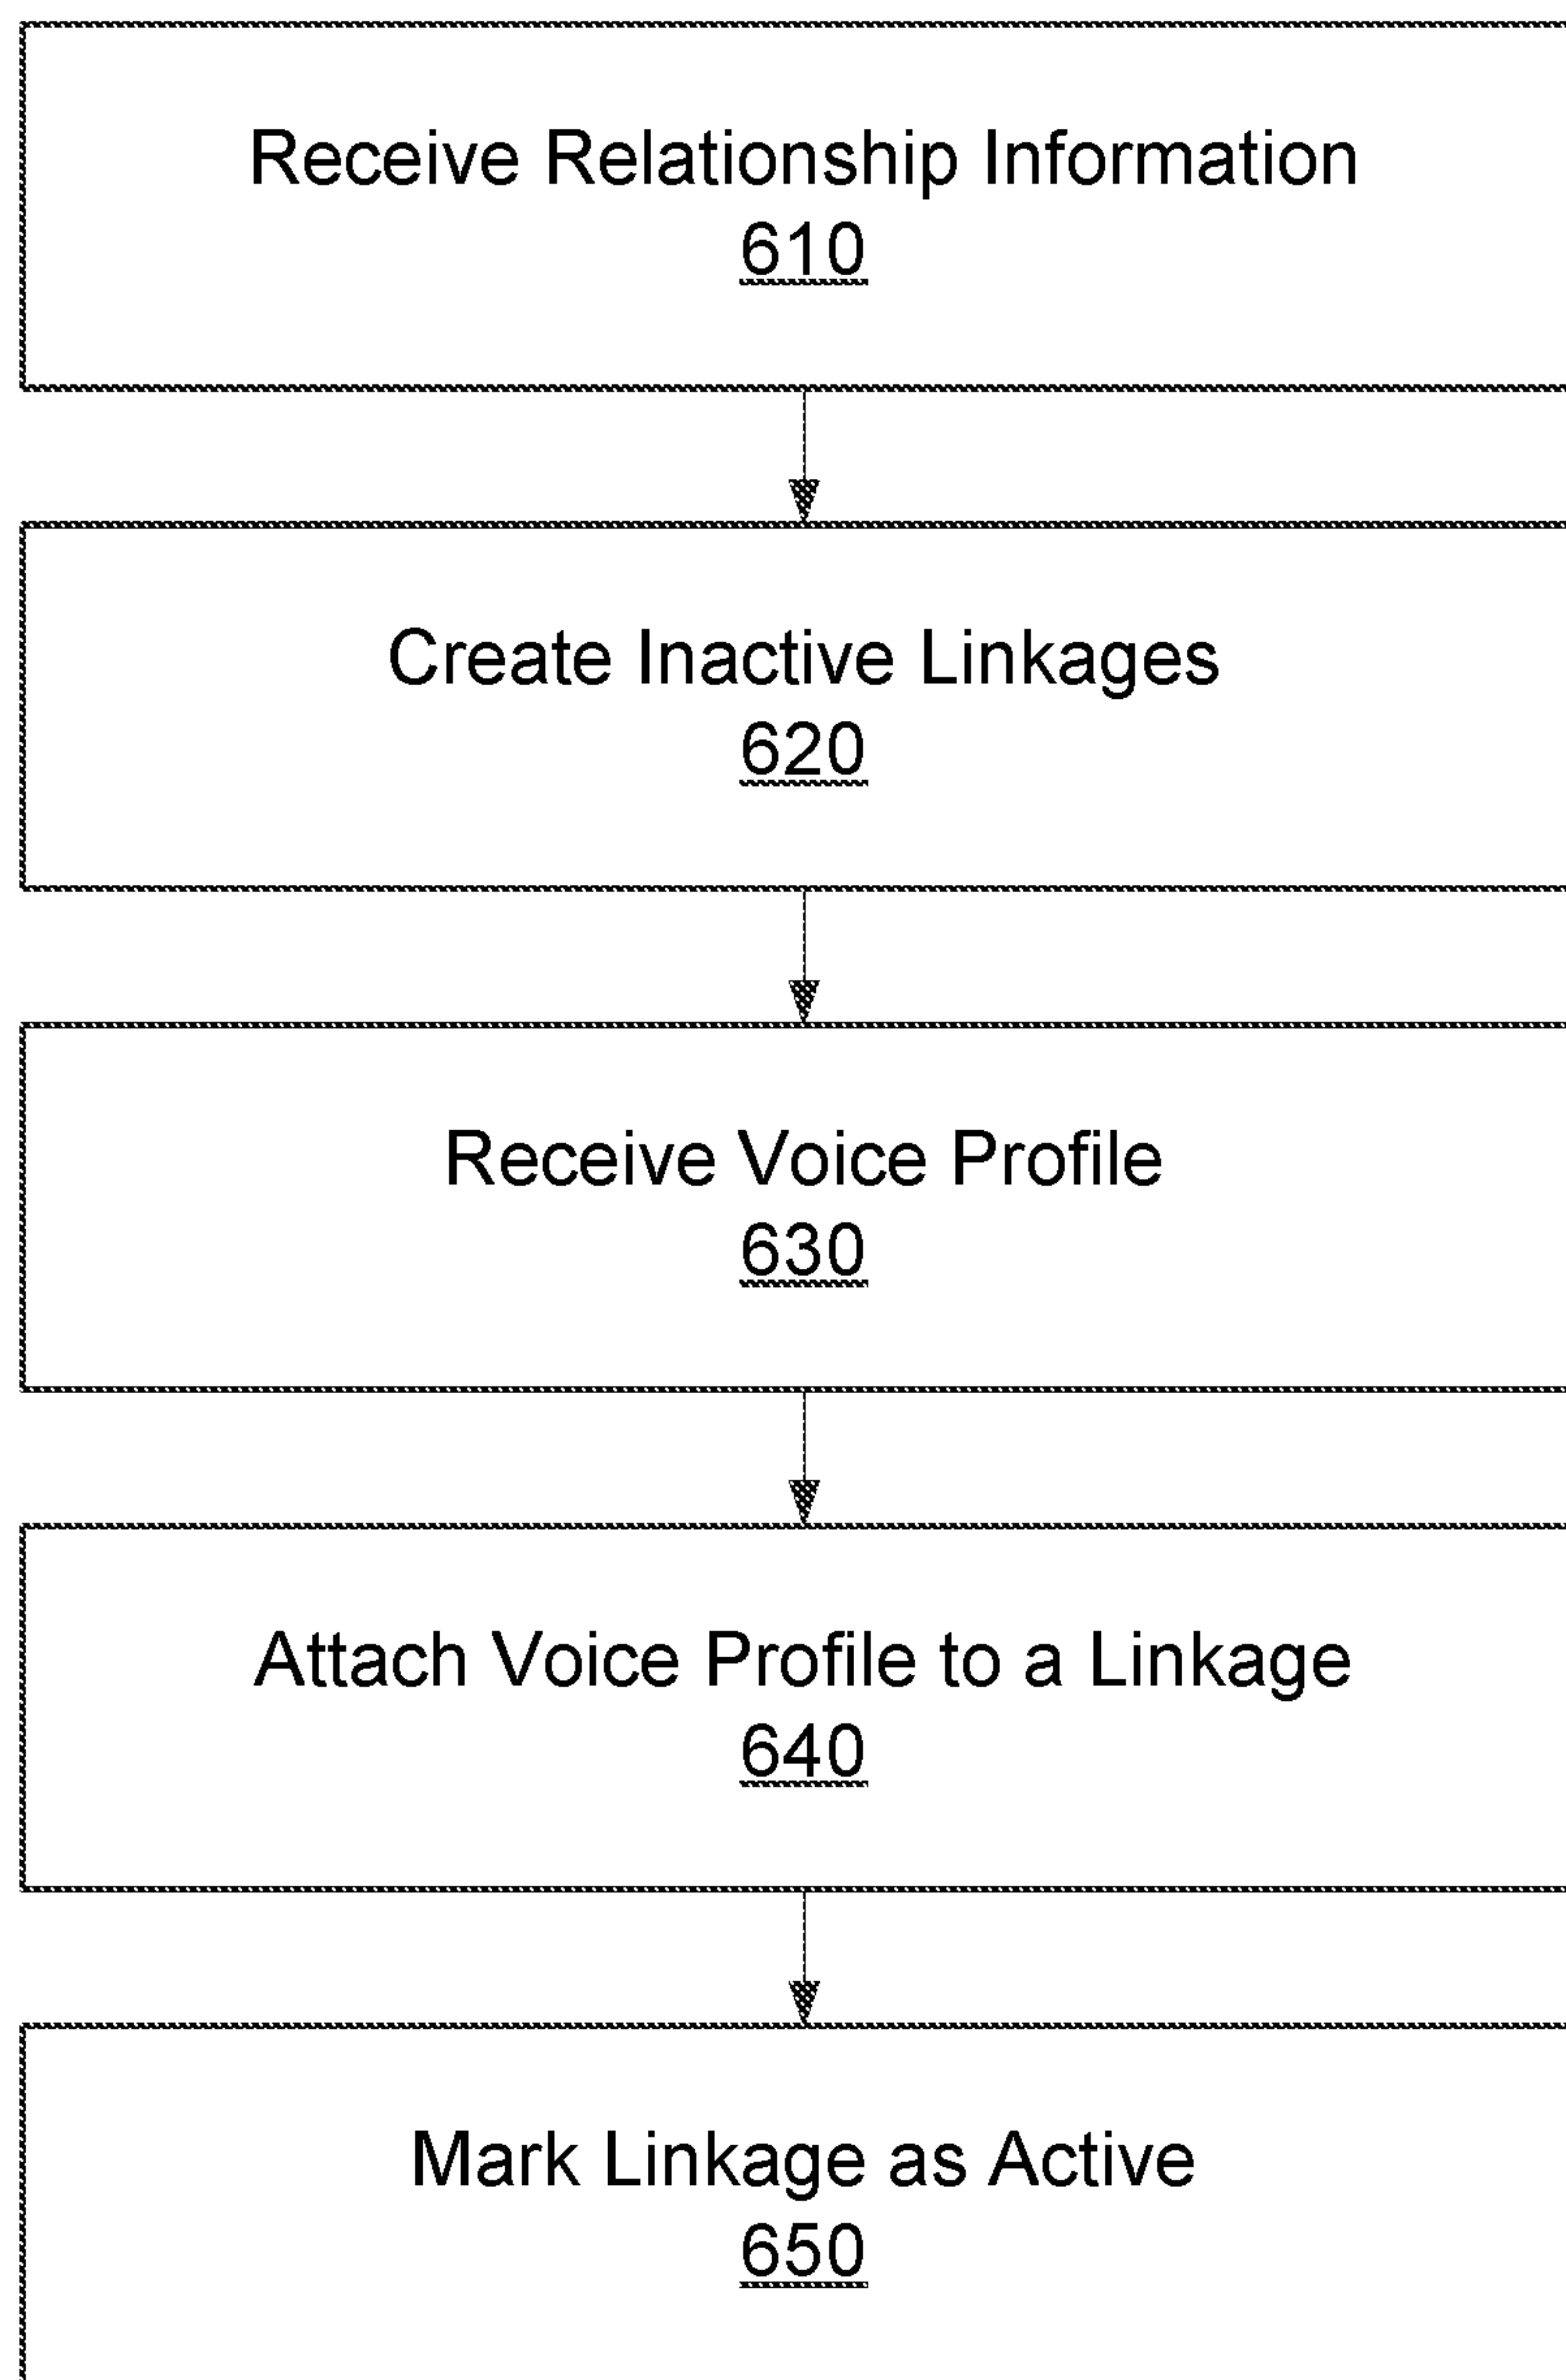 Receive Relationship Information
610
Create Inactive Linkages
620
Receive Voice Profile
630
Attach Voice Profile to a Linkage
640
Mark Linkage as Active
650